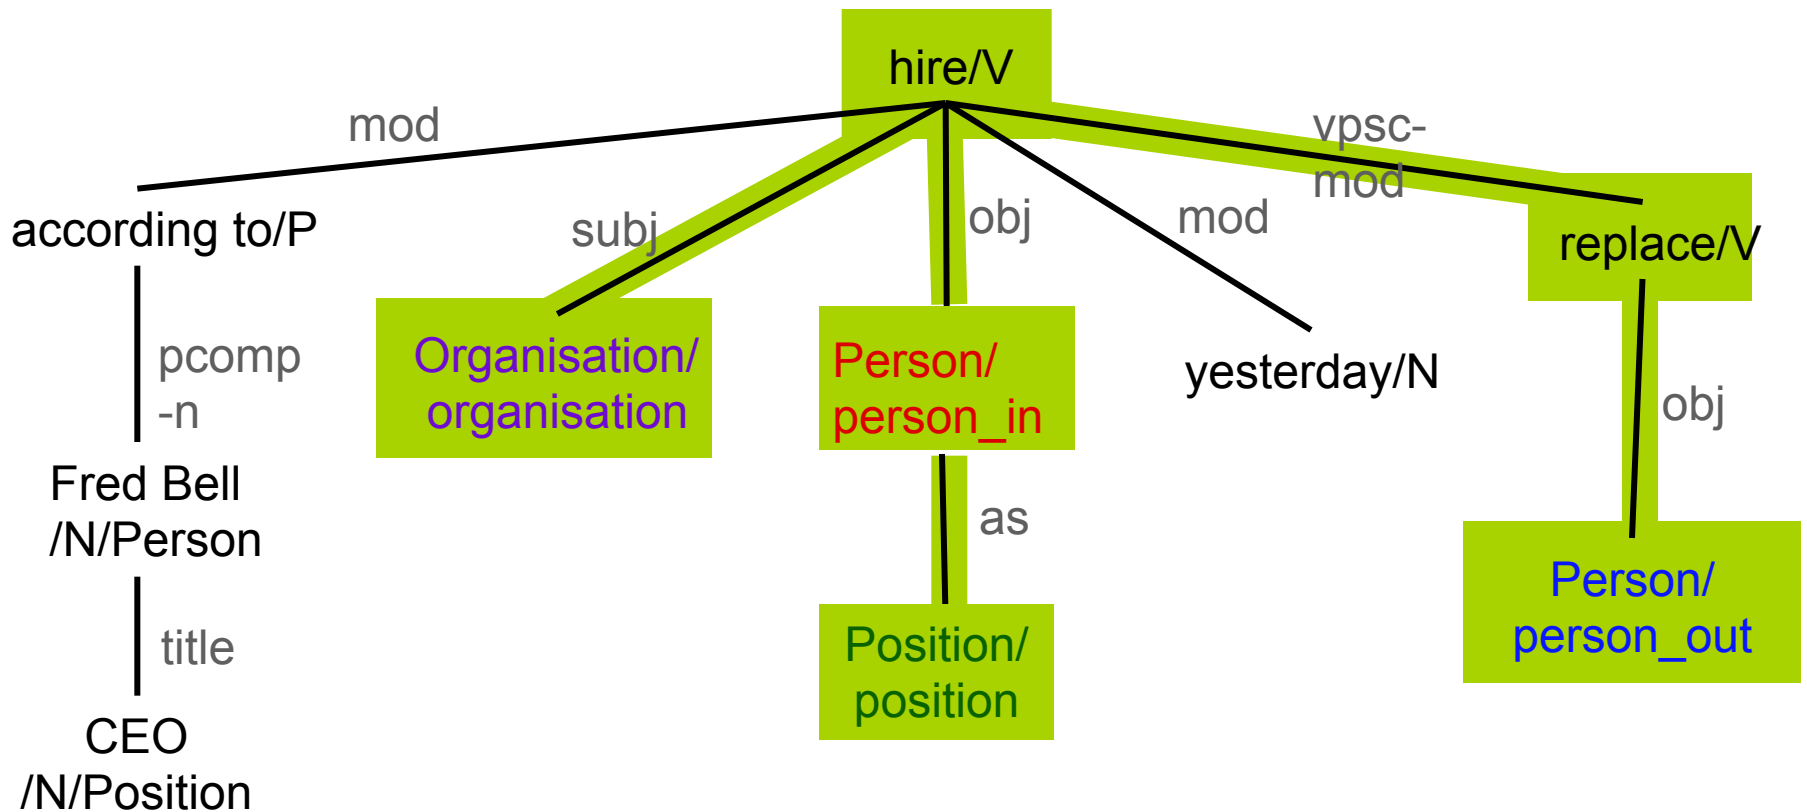 hire/V
mod
vpsc-
mod
according to/P
subj
obj
mod
replace/V
pcomp
-n
Organisation/
organisation
Person/
person_in
yesterday/N
obj
Fred Bell
/N/Person
as
title
Position/
position
Person/
person_out
CEO
/N/Position